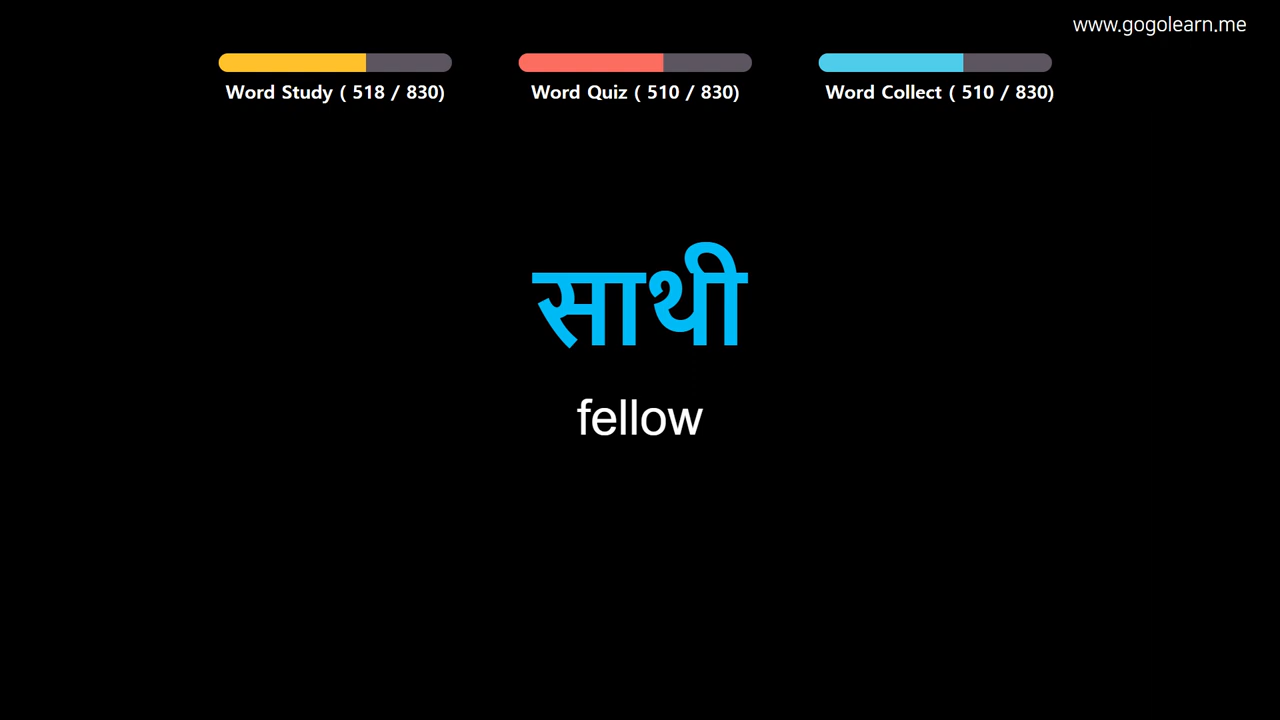 www.gogolearn.me
Word Study ( 518 / 830)
Word Quiz ( 510 / 830)
Word Collect ( 510 / 830)
साथी
fellow